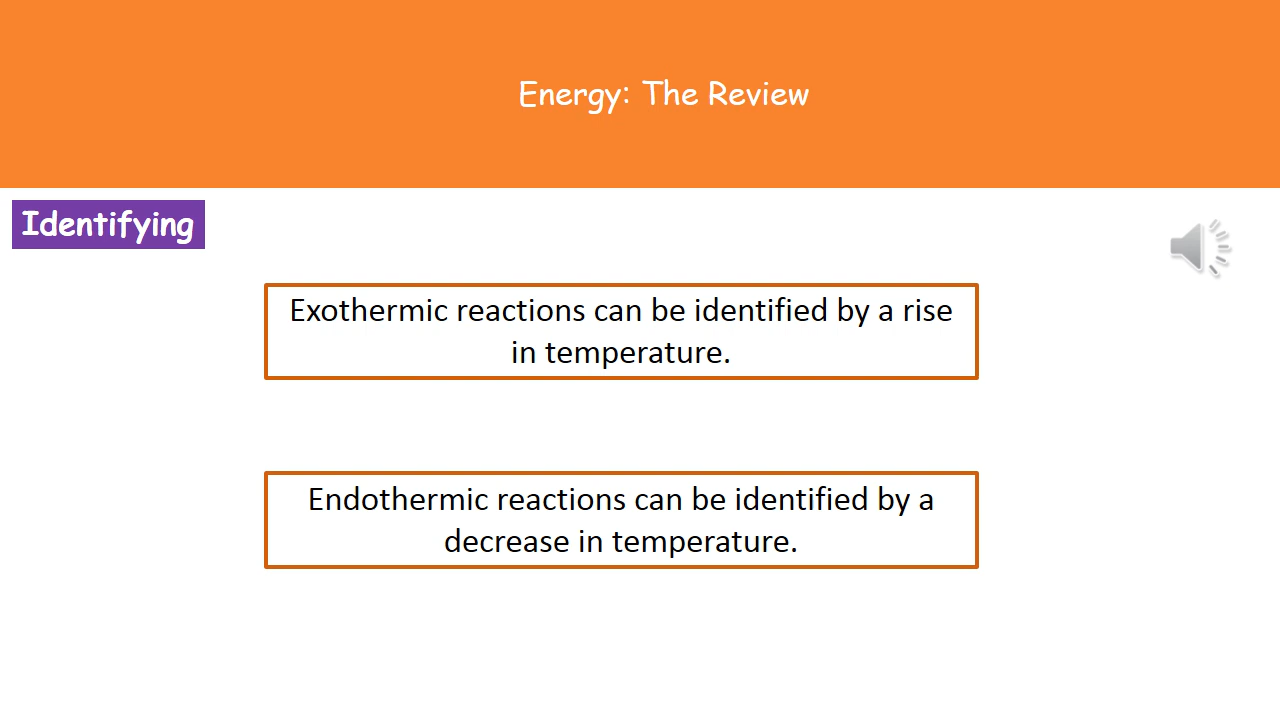 Energy: The Review
Identifying
Exothermic reactions can be identified by a rise
in temperature.
Endothermic reactions can be identified by a
decrease in temperature.